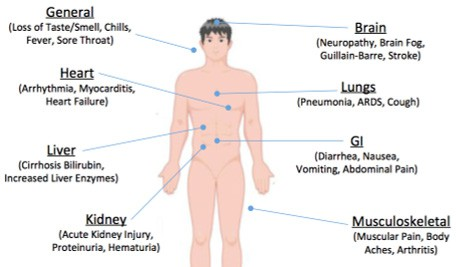 General
(Loss of Taste/Smell, Chills,
Fever, Sore Throat)
Heart
(Arrhythmia, Myocarditis,
Heart Failure)
Liver
(Cirrhosis Bilirubin,
Increased Liver Enzymes)
Kidney
(Acute Kidney Injury,
Proteinuria, Hematuria)
Brain
(Neuropathy, Brain Fog,
Guillain-Barre, Stroke)
Lungs
(Pneumonia, ARDS, Cough)
GI
(Diarrhea, Nausea,
Vomiting, Abdominal Pain)
Musculoskeletal
(Muscular Pain, Body
Aches, Arthritis)